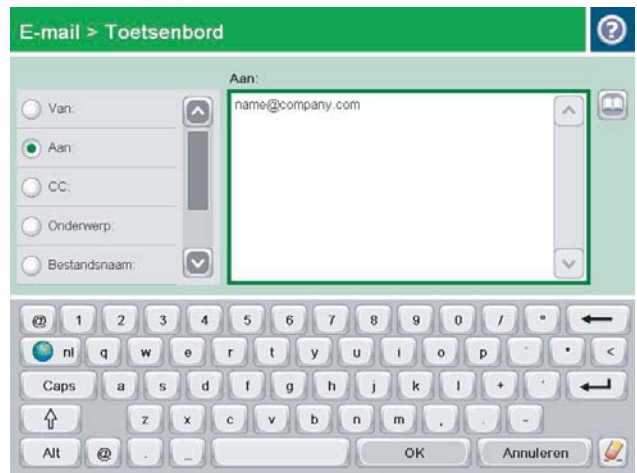 E-mail > Toetsenbord
Aan:
Van:
Aan:
CC:
Onderwerp:
Bestandsnaam:
name@company.com
@ 1 2 3 4 5 6 7 8 9 0 / °
nl q w e r t y u i o p ¨ * <
Caps a s d f g h j k l + ´
z x c v b n m , . -
Alt @ . _ OK Annuleren